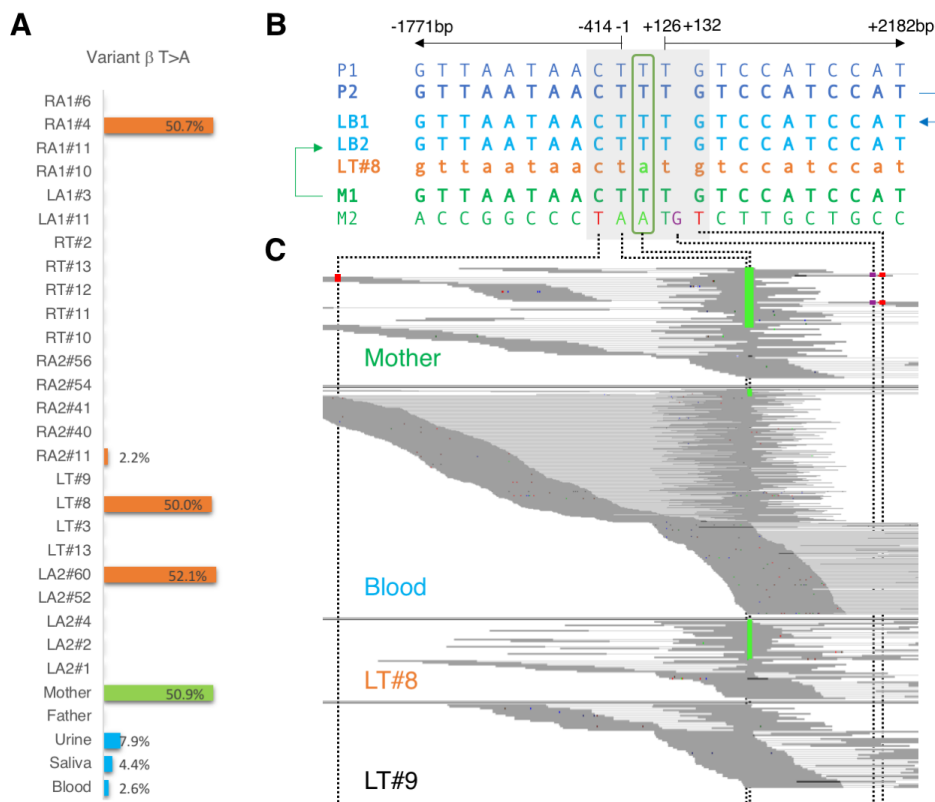 A
Variant β T>A
RA1#6
RA1#4 50.7%
RA1#11
RA1#10
LA1#3
LA1#11
RT#2
RT#13
RT#12
RT#11
RT#10
RA2#56
RA2#54
RA2#41
RA2#40
RA2#11 2.2%
LT#9
LT#8 50.0%
LT#3
LT#13
LA2#60 52.1%
LA2#52
LA2#4
LA2#2
LA2#1
Mother 50.9%
Father
Urine 7.9%
Saliva 4.4%
Blood 2.6%
B
-1771bp -414 -1 +126 +132 +2182bp
P1 G T T A A T A A C T T T G T C C A T C C A T
P2 G T T A A T A A C T T T G T C C A T C C A T
LB1 G T T A A T A A C T T T G T C C A T C C A T
LB2 G T T A A T A A C T T T G T C C A T C C A T
LT#8 g t t a a t a a c t a t g t c c a t c c a t
M1 G T T A A T A A C T T T G T C C A T C C A T
M2 A C C G G C C C T A A T G T C T T G C T G C C
C
Mother
Blood
LT#8
LT#9